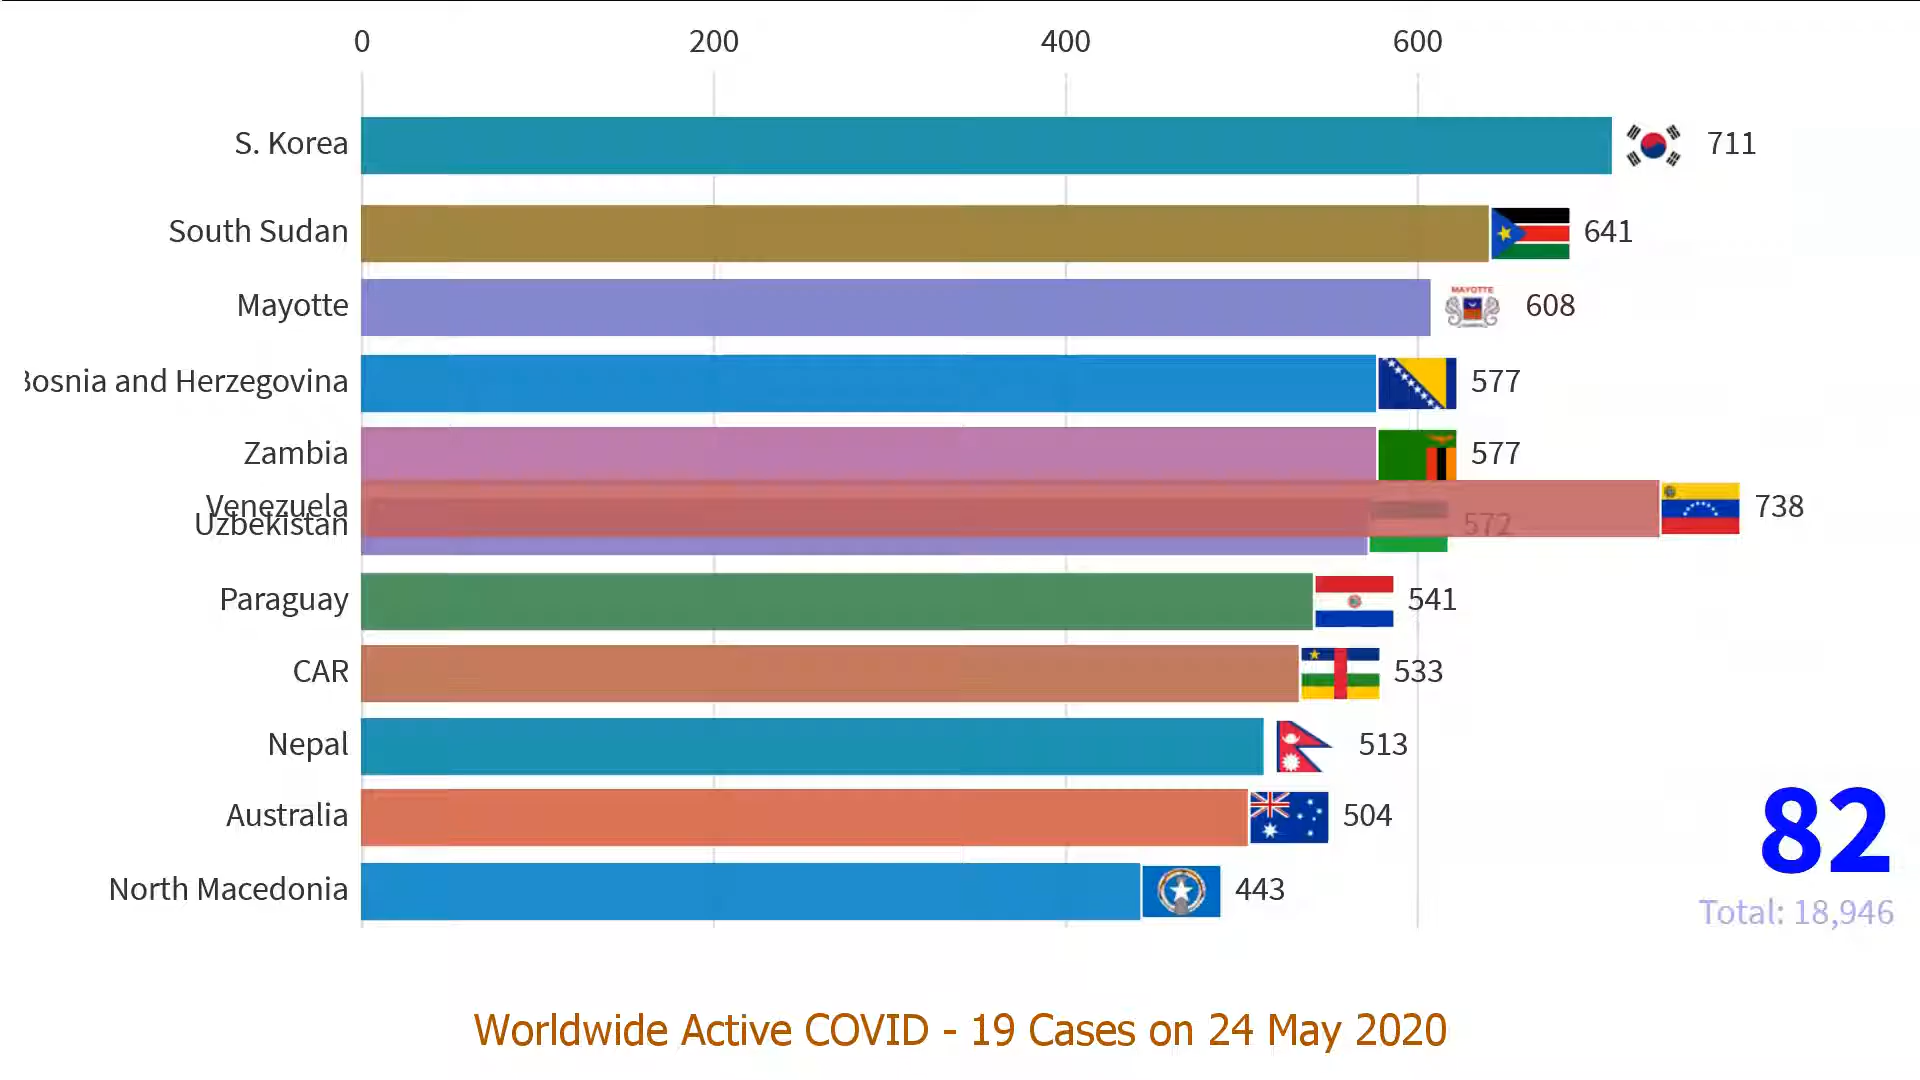 0 200 400 600
S. Korea 711
South Sudan 641
MAYOTTE
Mayotte 608
Bosnia and Herzegovina 577
Zambia 577
Venezuela 738
Uzbekistan 572
Paraguay 541
CAR 533
Nepal 513
Australia 504
North Macedonia 443
82
Total: 18,946
Worldwide Active COVID - 19 Cases on 24 May 2020